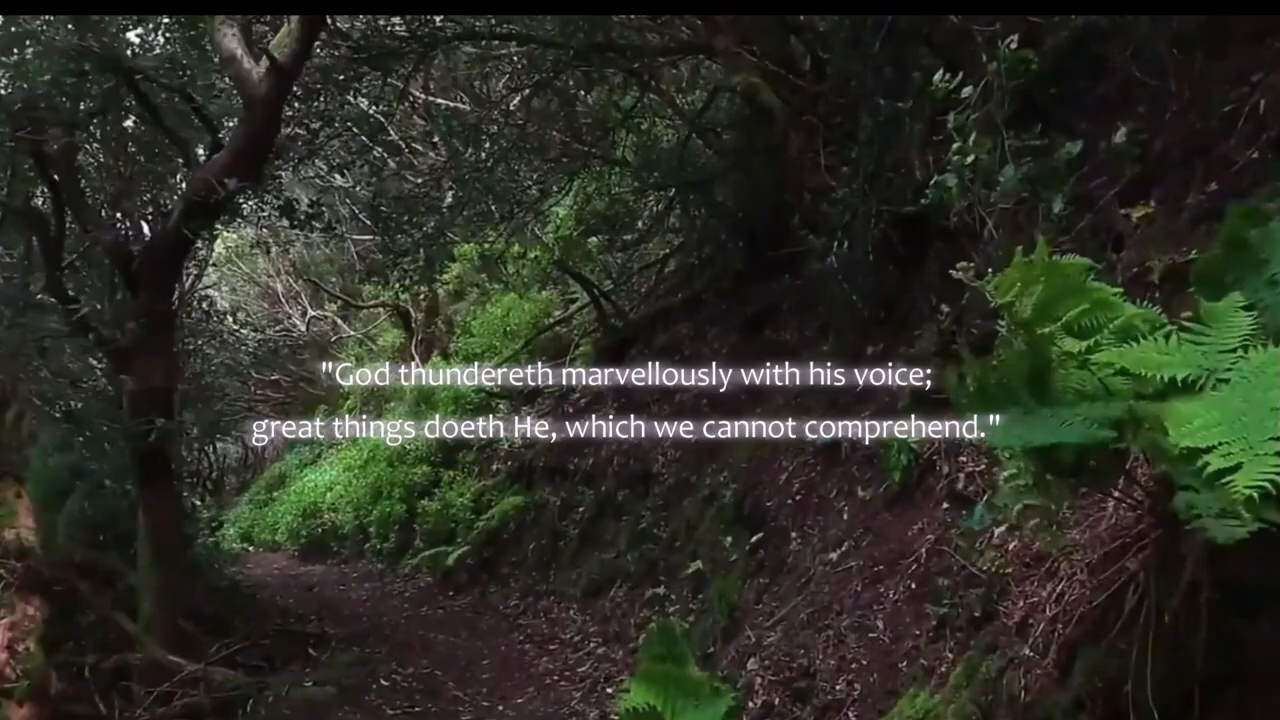 "God thundereth marvellously with his voice;
great things doeth He, which we cannot comprehend."